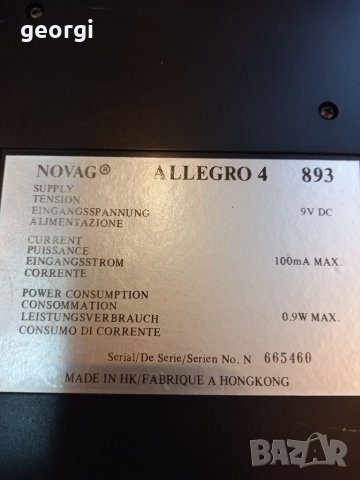 georgi
NOVAG® ALLEGRO 4 893
SUPPLY
TENSION
EINGANGSSPANNUNG 9V DC
ALIMENTAZIONE
CURRENT
PUISSANCE
EINGANGSSTROM 100mA MAX.
CORRENTE
POWER CONSUMPTION
CONSOMMATION
LEISTUNGSVERBRAUCH 0.9W MAX.
CONSUMO DI CORRENTE
Serial/De Serie/Serien No. N 665460
MADE IN HK/FABRIQUE A HONGKONG
BAZAR